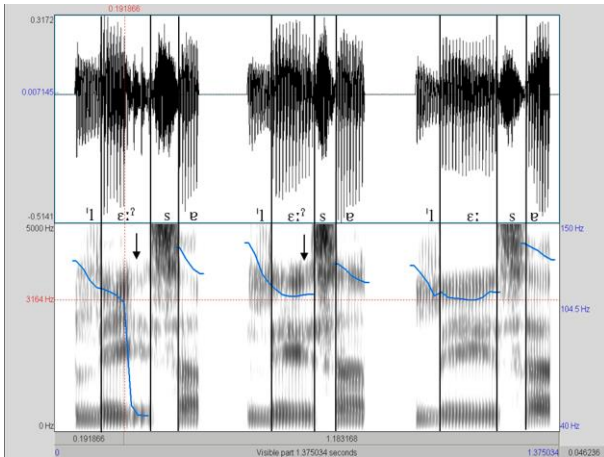 0.191866
0.3172
0.007145
-0.5141
ˈl ɛːˀ s ɐ ˈl ɛːˀ s ɐ ˈl ɛː s ɐ
5000 Hz 150 Hz
3164 Hz 104.5 Hz
0 Hz 40 Hz
0.191866 1.183168
0 Visible part 1.375034 seconds 1.375034 0.046236